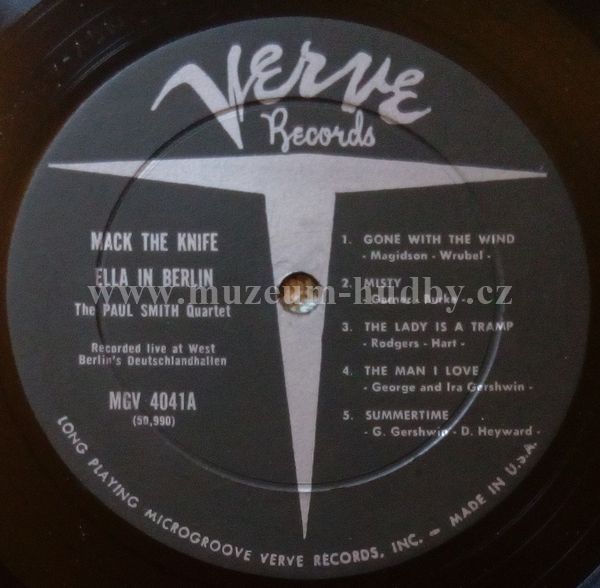 Verve
Records
MACK THE KNIFE
ELLA IN BERLIN
The PAUL SMITH Quartet
Recorded live at West
Berlin's Deutschlandhallen
MGV 4041A
(50,990)
1. GONE WITH THE WIND
- Magidson - Wrubel -
2. MISTY
- Garner - Burke -
3. THE LADY IS A TRAMP
- Rodgers - Hart -
4. THE MAN I LOVE
- George and Ira Gershwin -
5. SUMMERTIME
- G. Gershwin - D. Heyward -
www.muzeum-hudby.cz
LONG PLAYING MICROGROOVE VERVE RECORDS, INC. — MADE IN U.S.A.